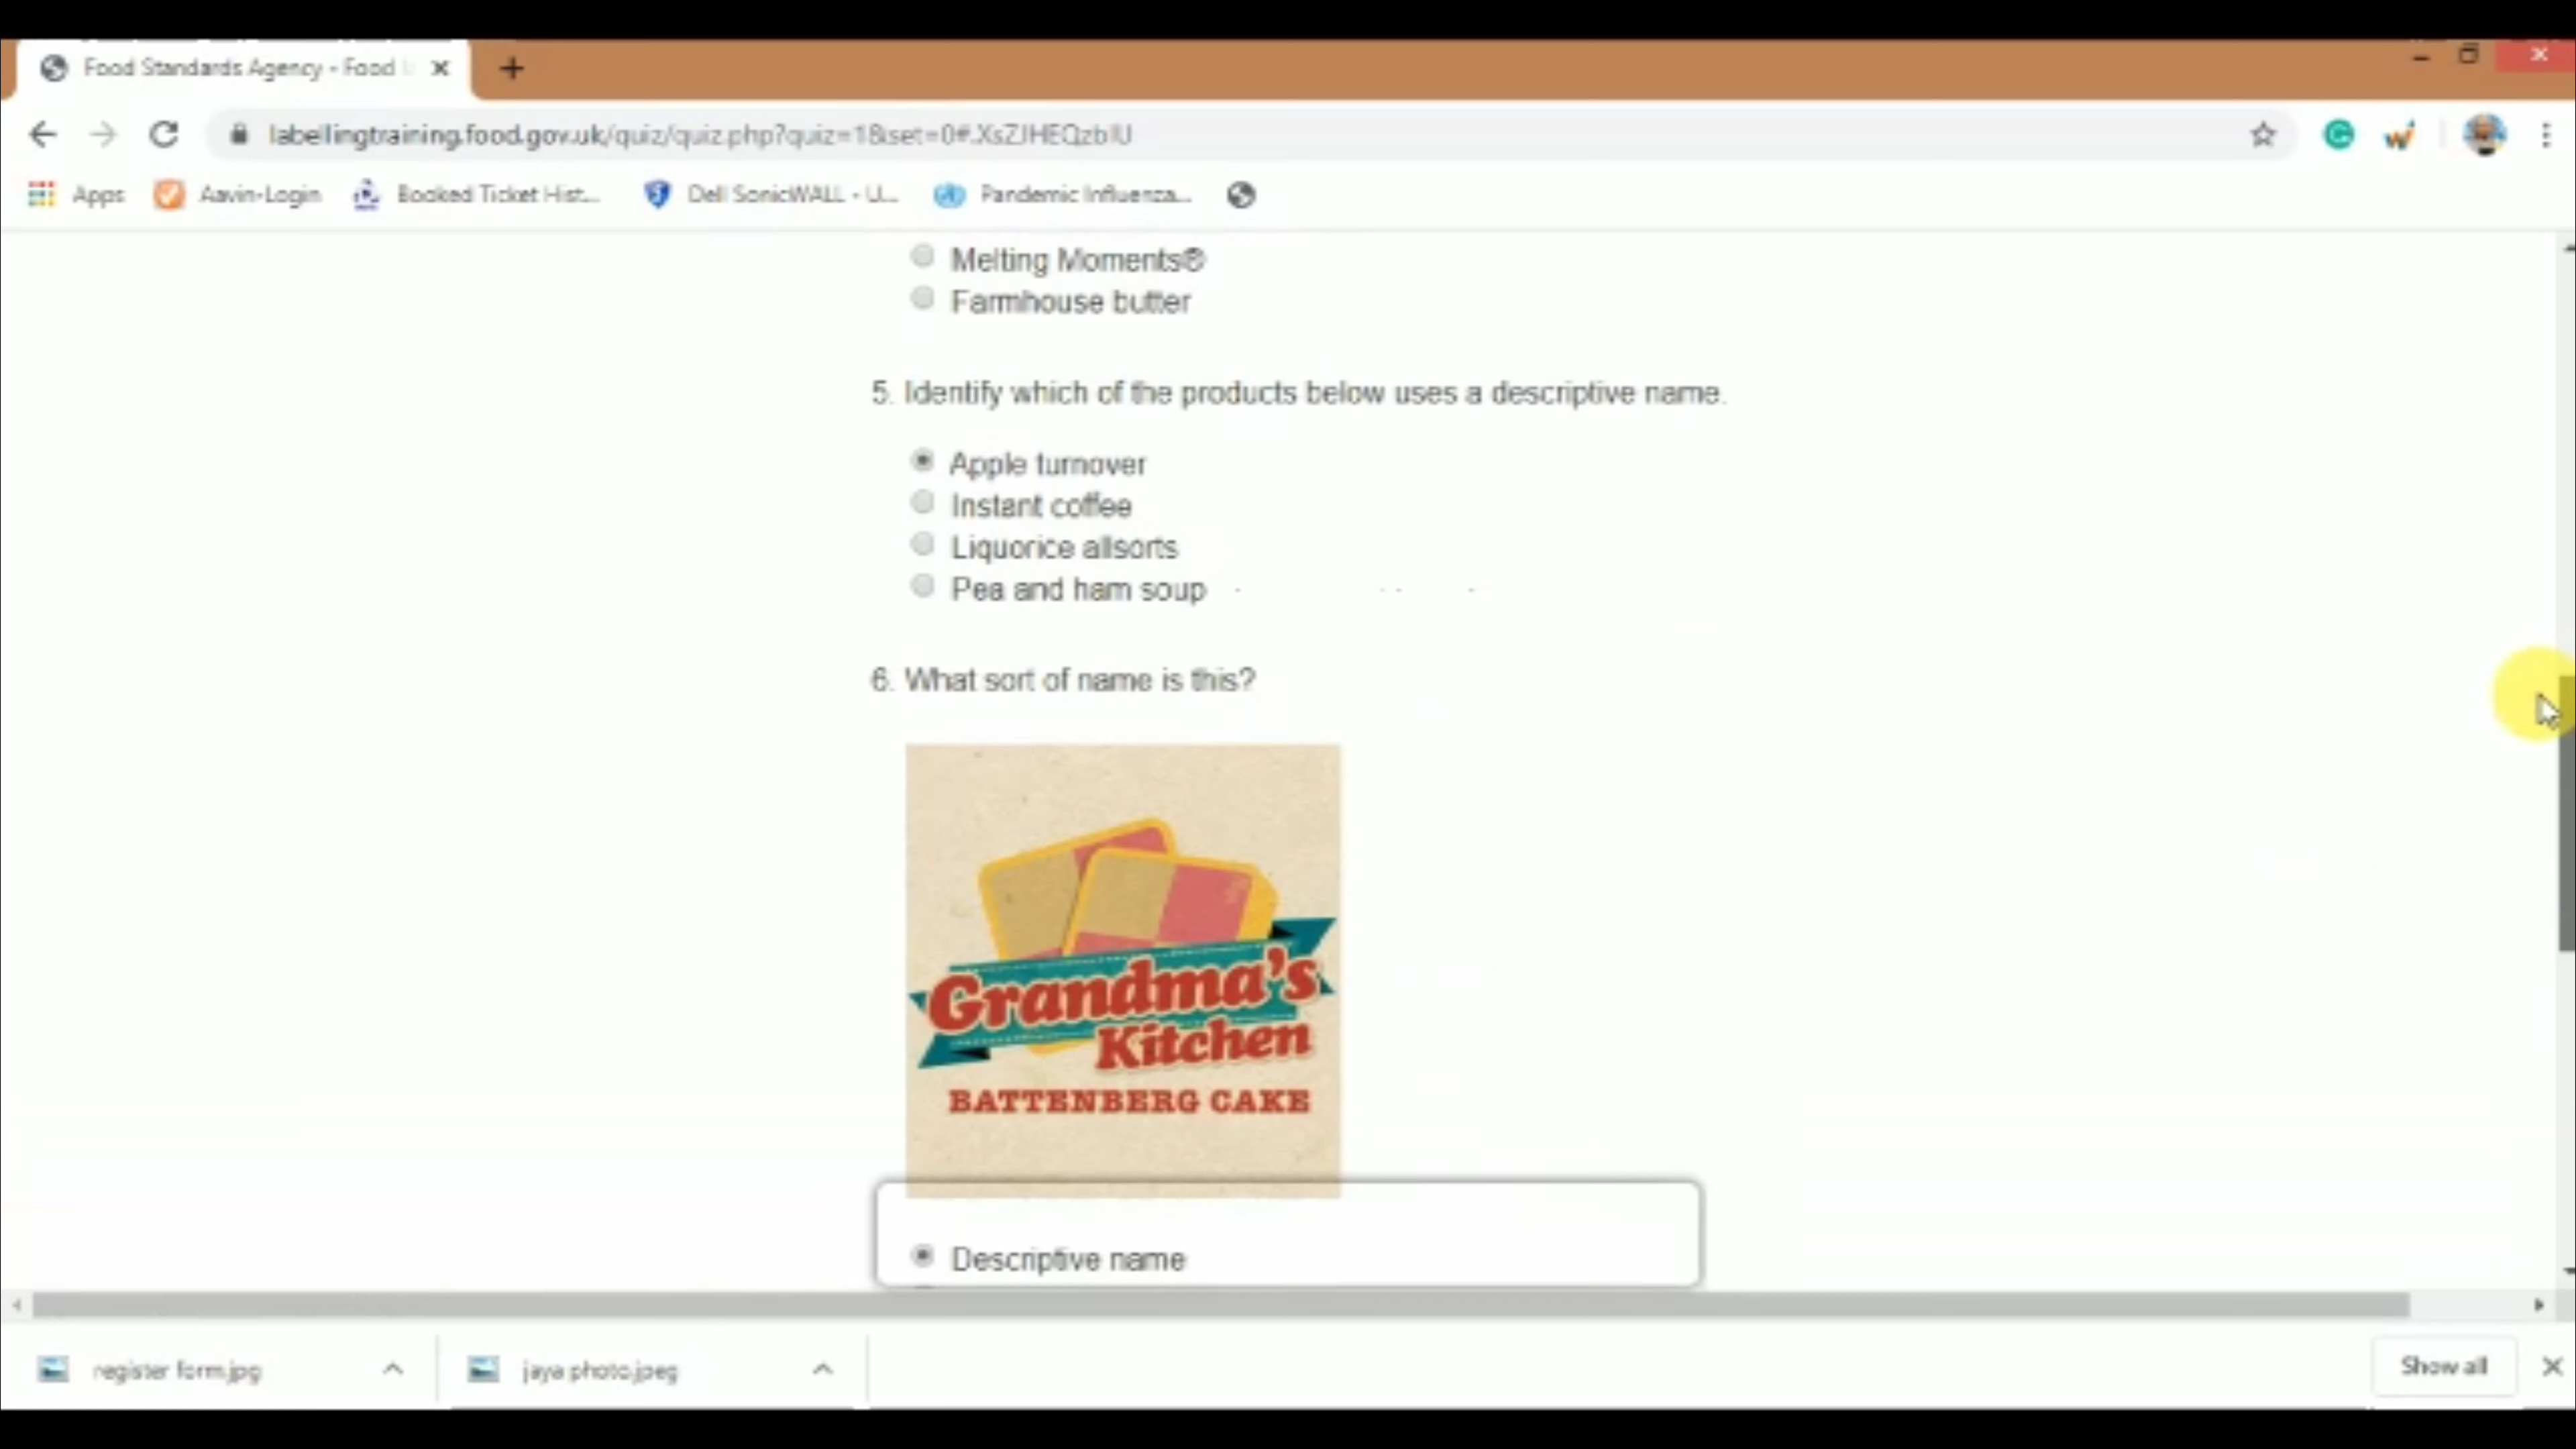 Food Standards Agency - Food
labellingtraining.food.gov.uk/quiz/quiz.php?quiz=1&set=0#.XsZJHEQzbIU
Apps Aavin-Login Booked Ticket Hist... Dell SonicWALL - U... Pandemic Influenza...
Melting Moments®
Farmhouse butter
5. Identify which of the products below uses a descriptive name.
Apple turnover
Instant coffee
Liquorice allsorts
Pea and ham soup
6. What sort of name is this?
Grandma's
Kitchen
BATTENBERG CAKE
Descriptive name
register form.jpg jaya photo.jpeg Show all